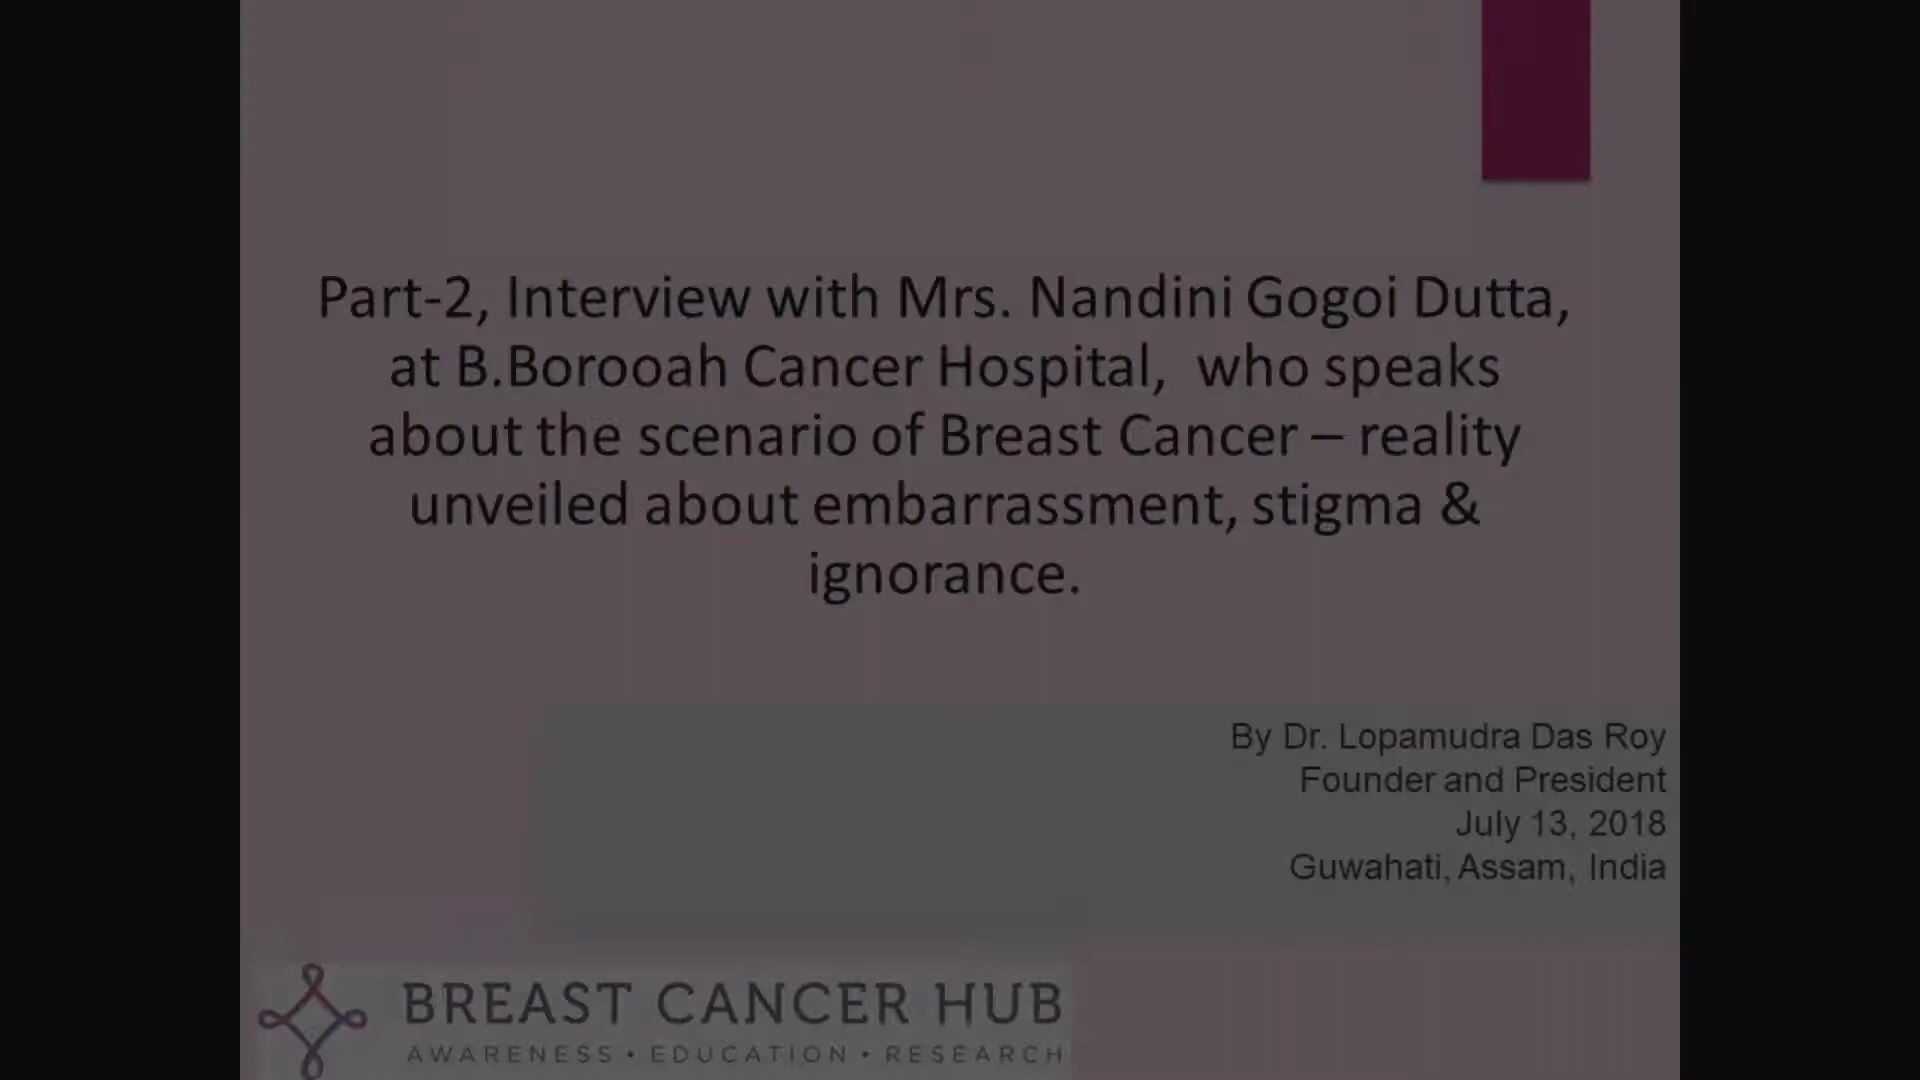 Part-2, Interview with Mrs. Nandini Gogoi Dutta,
at B.Borooah Cancer Hospital, who speaks
about the scenario of Breast Cancer – reality
unveiled about embarrassment, stigma &
ignorance.
By Dr. Lopamudra Das Roy
Founder and President
July 13, 2018
Guwahati, Assam, India
BREAST CANCER HUB
AWARENESS • EDUCATION • RESEARCH